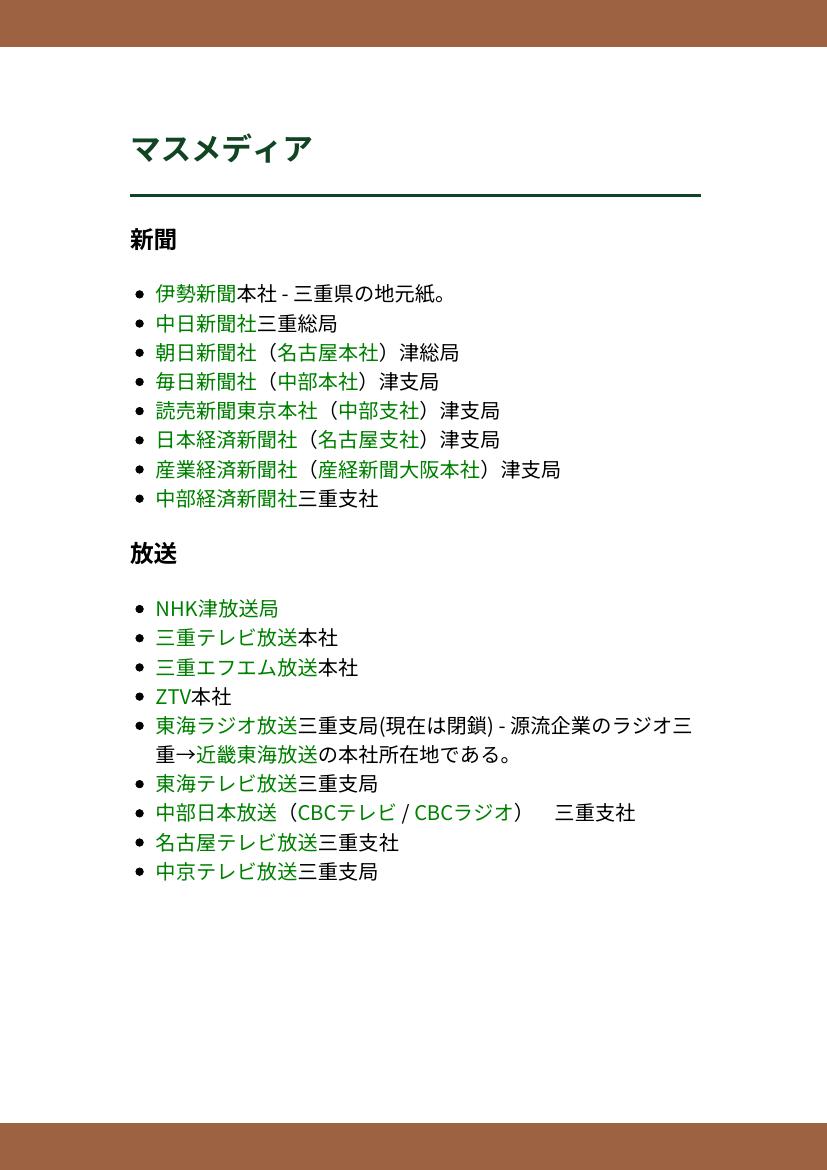 マスメディア
新聞
伊勢新聞本社 - 三重県の地元紙。
中日新聞社三重総局
朝日新聞社（名古屋本社）津総局
毎日新聞社（中部本社）津支局
読売新聞東京本社（中部支社）津支局
日本経済新聞社（名古屋支社）津支局
産業経済新聞社（産経新聞大阪本社）津支局
中部経済新聞社三重支社
放送
NHK津放送局
三重テレビ放送本社
三重エフエム放送本社
ZTV本社
東海ラジオ放送三重支局(現在は閉鎖) - 源流企業のラジオ三
重→近畿東海放送の本社所在地である。
東海テレビ放送三重支局
中部日本放送（CBCテレビ / CBCラジオ）　三重支社
名古屋テレビ放送三重支社
中京テレビ放送三重支局